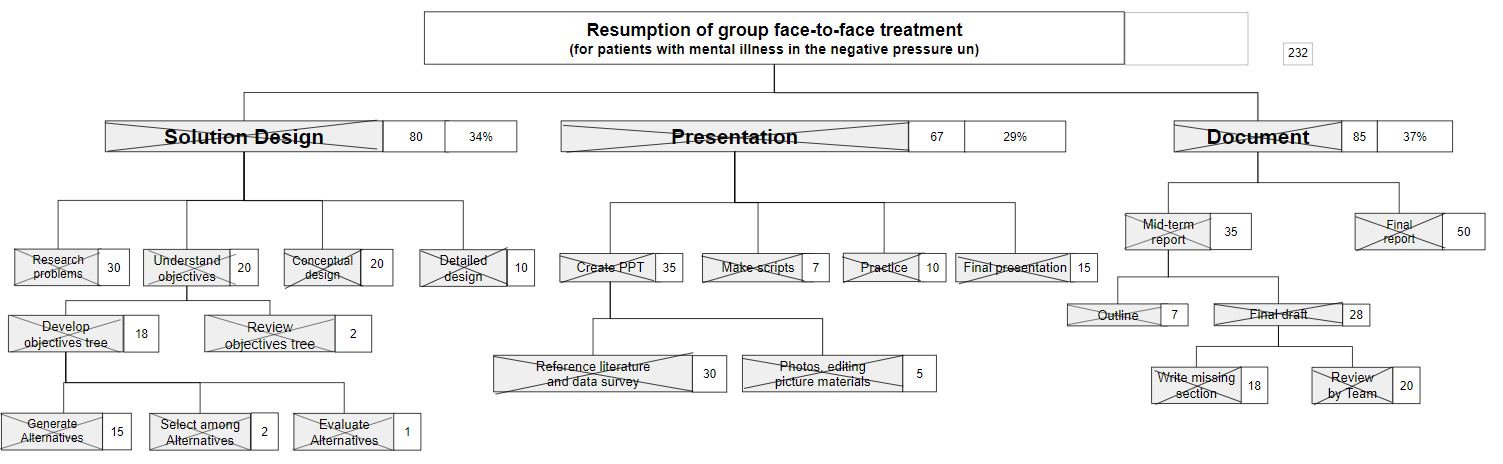 Resumption of group face-to-face treatment
(for patients with mental illness in the negative pressure un)
232
Solution Design
80
34%
Presentation
67
29%
Document
85
37%
Mid-term
report
35
Final
report
50
Research
problems
30
Understand
objectives
20
Conceptual
design
20
Detailed
design
10
Create PPT
35
Make scripts
7
Practice
10
Final presentation
15
Outline
7
Final draft
28
Develop
objectives tree
18
Review
objectives tree
2
Reference literature
and data survey
30
Photos, editing
picture materials
5
Write missing
section
18
Review
by Team
20
Generate
Alternatives
15
Select among
Alternatives
2
Evaluate
Alternatives
1